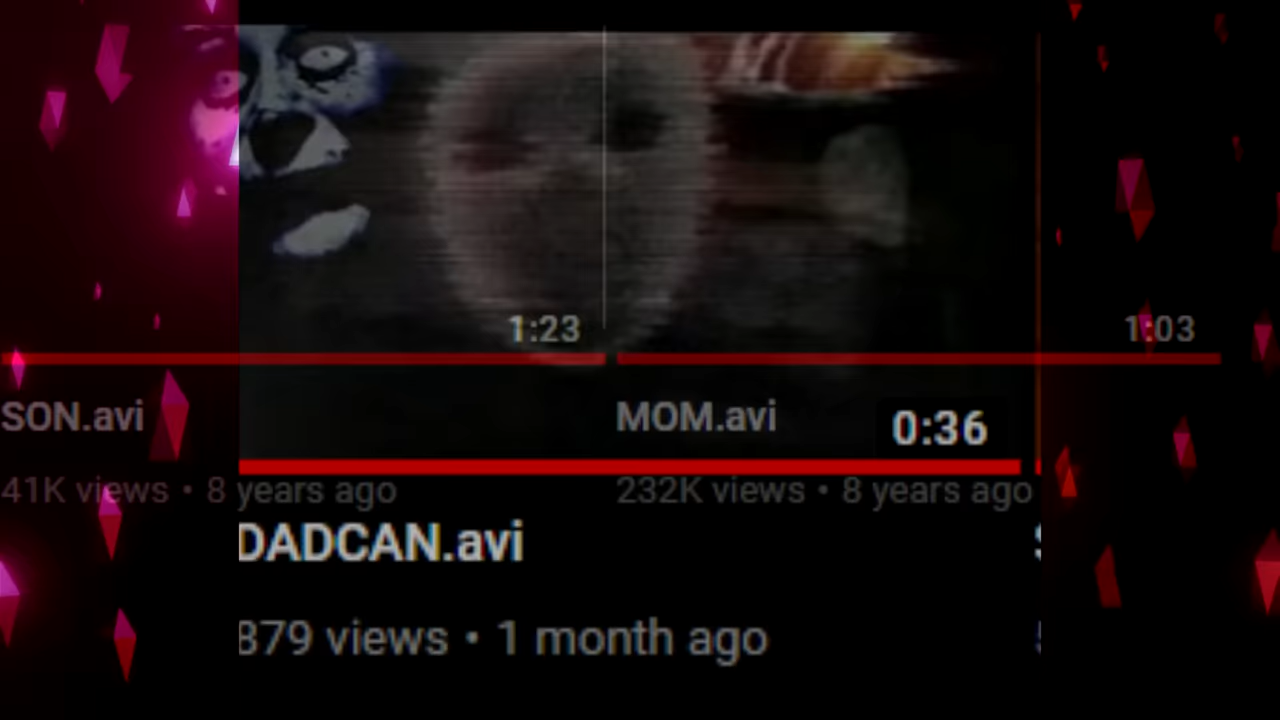 1:23
1:03
SON.avi
MOM.avi
0:36
41K views • 8 years ago
232K views • 8 years ago
DADCAN.avi
879 views • 1 month ago